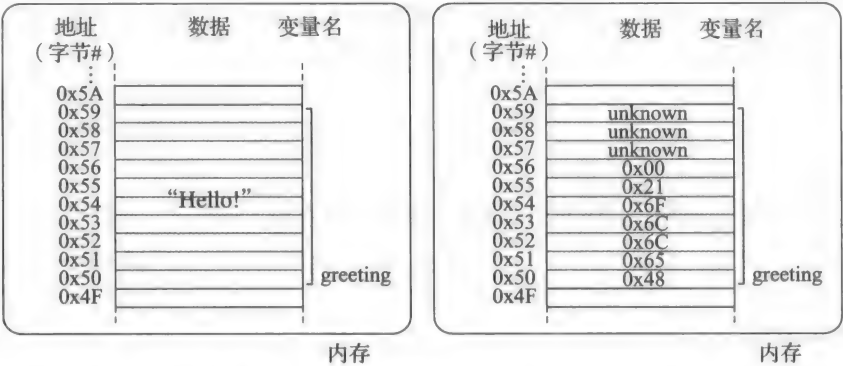 地址 数据 变量名
（字节#）
⋮
0x5A
0x59
0x58
0x57
0x56
0x55
0x54 “Hello!”
0x53
0x52
0x51
0x50 greeting
0x4F
内存
地址 数据 变量名
（字节#）
⋮
0x5A
0x59 unknown
0x58 unknown
0x57 unknown
0x56 0x00
0x55 0x21
0x54 0x6F
0x53 0x6C
0x52 0x6C
0x51 0x65
0x50 0x48 greeting
0x4F
内存